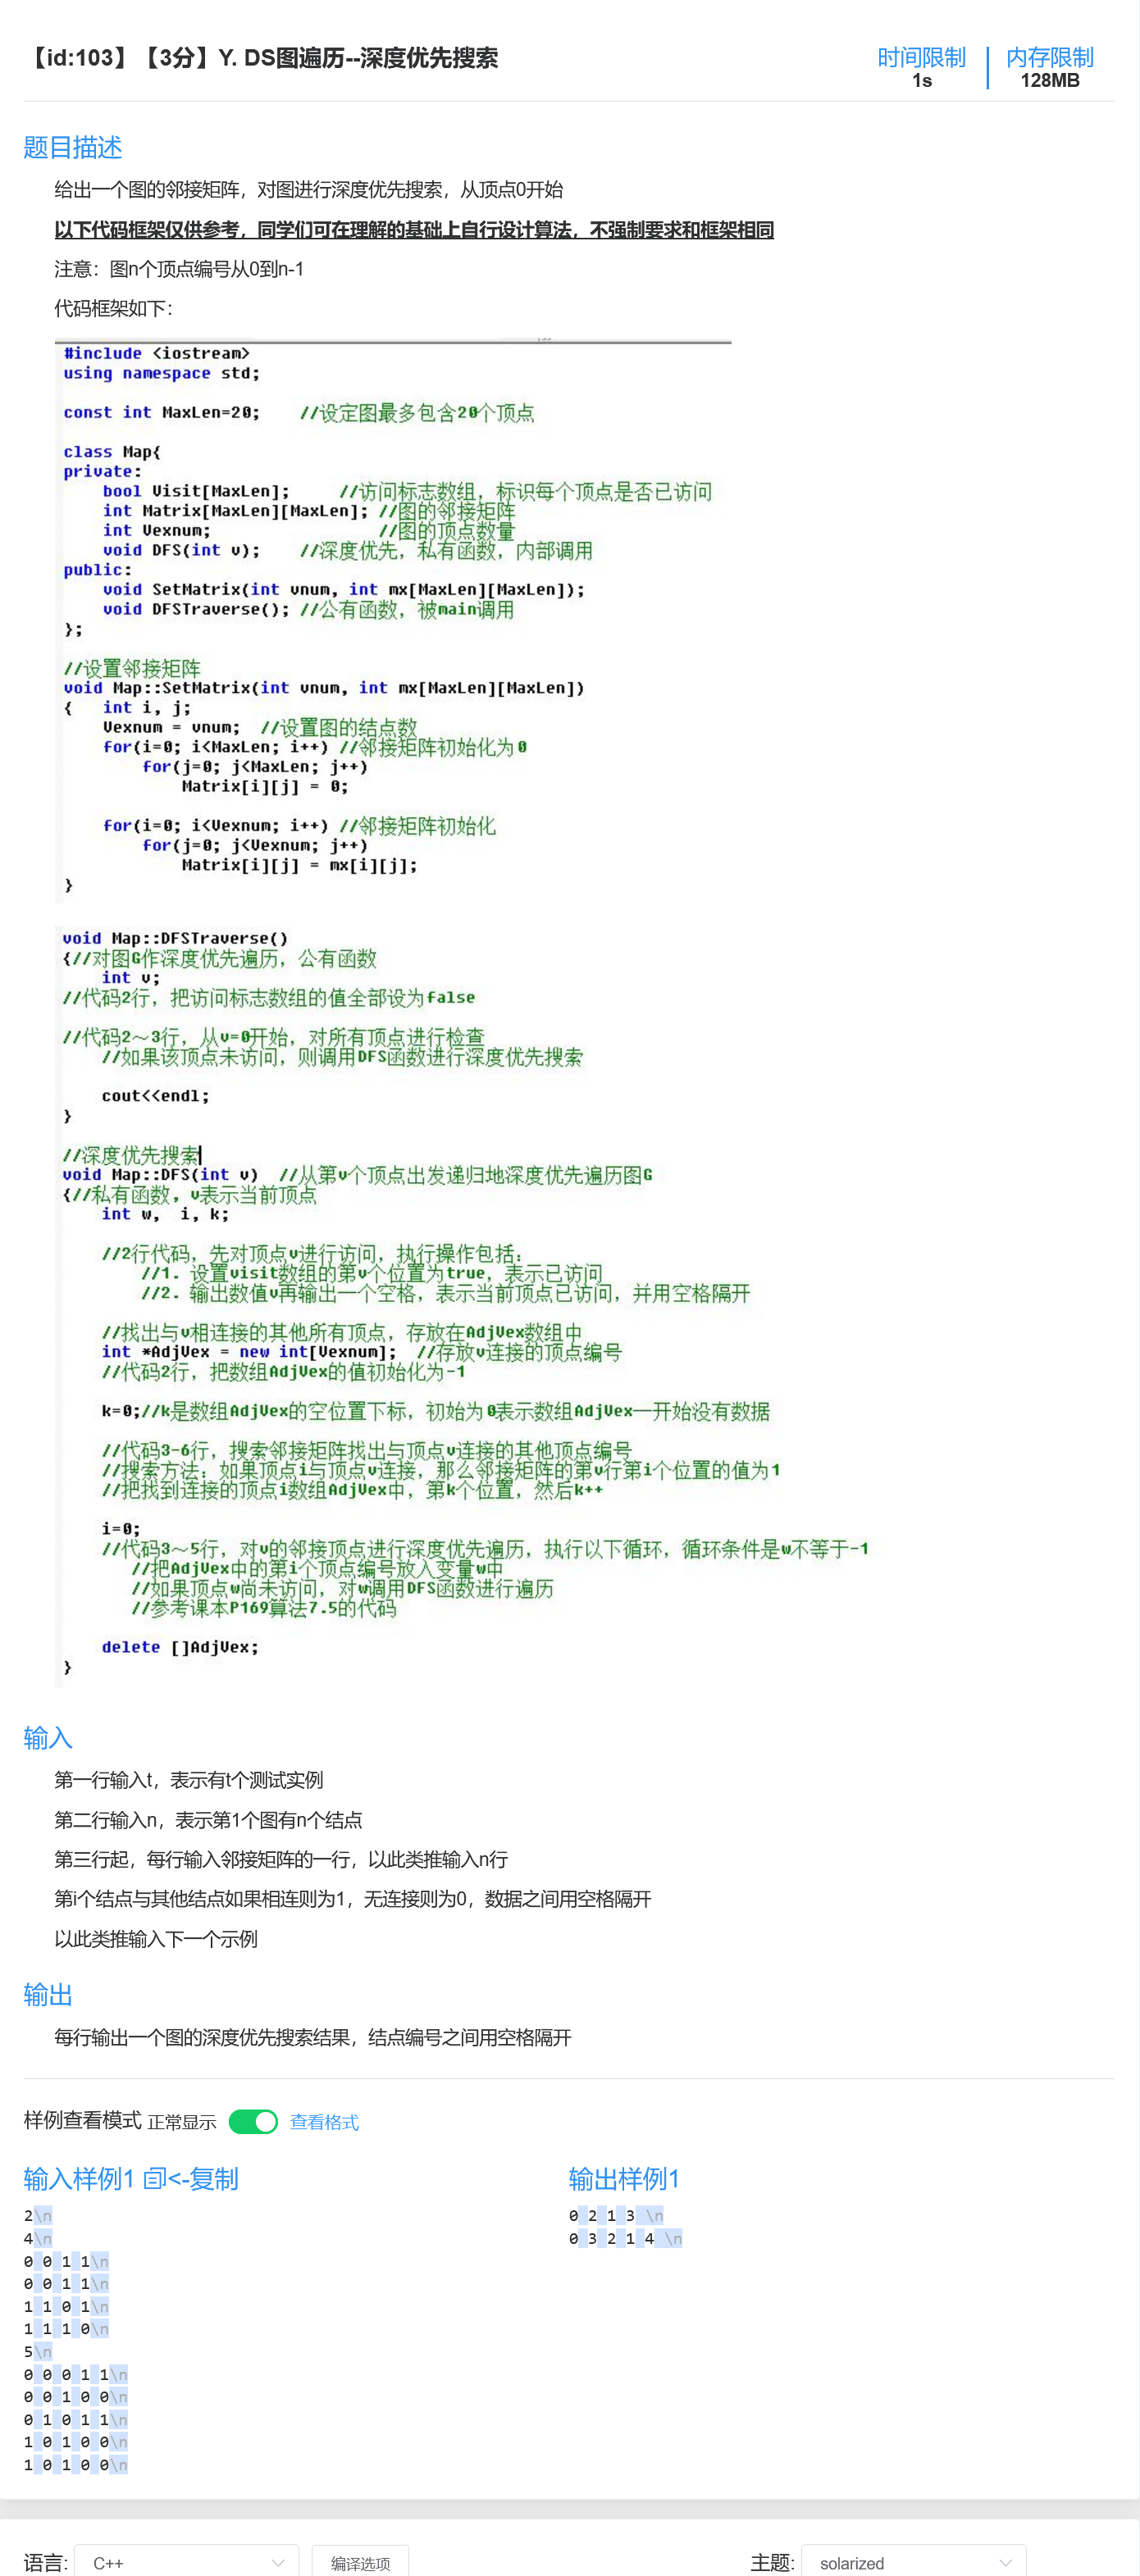 【id:103】【3分】Y. DS图遍历--深度优先搜索
时间限制
1s
内存限制
128MB
题目描述
给出一个图的邻接矩阵，对图进行深度优先搜索，从顶点0开始
以下代码框架仅供参考，同学们可在理解的基础上自行设计算法，不强制要求和框架相同
注意：图n个顶点编号从0到n-1
代码框架如下：
#include <iostream>
using namespace std;
const int MaxLen=20;    //设定图最多包含20个顶点
class Map{
private:
    bool Visit[MaxLen];     //访问标志数组，标识每个顶点是否已访问
    int Matrix[MaxLen][MaxLen]; //图的邻接矩阵
    int Vexnum;                 //图的顶点数量
    void DFS(int v);    //深度优先，私有函数，内部调用
public:
    void SetMatrix(int vnum, int mx[MaxLen][MaxLen]);
    void DFSTraverse(); //公有函数，被main调用
};
//设置邻接矩阵
void Map::SetMatrix(int vnum, int mx[MaxLen][MaxLen])
{   int i, j;
    Vexnum = vnum;  //设置图的结点数
    for(i=0; i<MaxLen; i++) //邻接矩阵初始化为0
        for(j=0; j<MaxLen; j++)
            Matrix[i][j] = 0;
    for(i=0; i<Vexnum; i++) //邻接矩阵初始化
        for(j=0; j<Vexnum; j++)
            Matrix[i][j] = mx[i][j];
}
void Map::DFSTraverse()
{//对图G作深度优先遍历，公有函数
    int v;
//代码2行，把访问标志数组的值全部设为false
//代码2～3行，从v=0开始，对所有顶点进行检查
    //如果该顶点未访问，则调用DFS函数进行深度优先搜索
    cout<<endl;
}
//深度优先搜索
void Map::DFS(int v)  //从第v个顶点出发递归地深度优先遍历图G
{//私有函数，v表示当前顶点
    int w,  i, k;
    //2行代码，先对顶点v进行访问，执行操作包括：
        //1. 设置visit数组的第v个位置为true，表示已访问
        //2. 输出数值v再输出一个空格，表示当前顶点已访问，并用空格隔开
    //找出与v相连接的其他所有顶点，存放在AdjVex数组中
    int *AdjVex = new int[Vexnum];  //存放v连接的顶点编号
    //代码2行，把数组AdjVex的值初始化为-1
    k=0;//k是数组AdjVex的空位置下标，初始为0表示数组AdjVex一开始没有数据
    //代码3-6行，搜索邻接矩阵找出与顶点v连接的其他顶点编号
    //搜索方法：如果顶点i与顶点v连接，那么邻接矩阵的第v行第i个位置的值为1
    //把找到连接的顶点i数组AdjVex中，第k个位置，然后k++
    i=0;
    //代码3～5行，对v的邻接顶点进行深度优先遍历，执行以下循环，循环条件是w不等于-1
       //把AdjVex中的第i个顶点编号放入变量w中
       //如果顶点w尚未访问，对w调用DFS函数进行遍历
       //参考课本P169算法7.5的代码
    delete []AdjVex;
}
输入
第一行输入t，表示有t个测试实例
第二行输入n，表示第1个图有n个结点
第三行起，每行输入邻接矩阵的一行，以此类推输入n行
第i个结点与其他结点如果相连则为1，无连接则为0，数据之间用空格隔开
以此类推输入下一个示例
输出
每行输出一个图的深度优先搜索结果，结点编号之间用空格隔开
样例查看模式 正常显示 查看格式
输入样例1 <-复制
2\n
4\n
0 0 1 1\n
0 0 1 1\n
1 1 0 1\n
1 1 1 0\n
5\n
0 0 0 1 1\n
0 0 1 0 0\n
0 1 0 1 1\n
1 0 1 0 0\n
1 0 1 0 0\n
输出样例1
0 2 1 3 \n
0 3 2 1 4 \n
语言: C++ 编译选项 主题: solarized